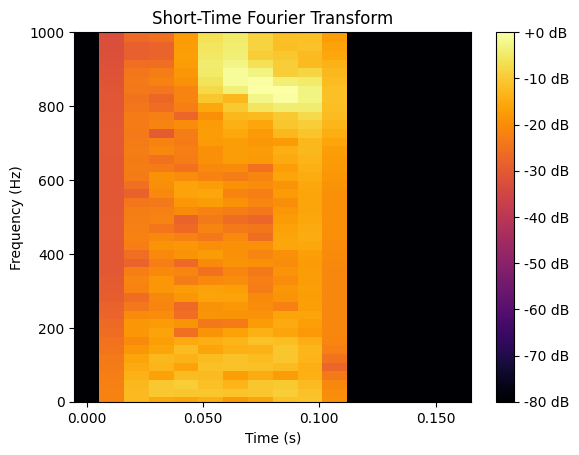 Short-Time Fourier Transform
1000
800
600
400
200
0
Frequency (Hz)
0.000
0.050
0.100
0.150
Time (s)
+0 dB
-10 dB
-20 dB
-30 dB
-40 dB
-50 dB
-60 dB
-70 dB
-80 dB